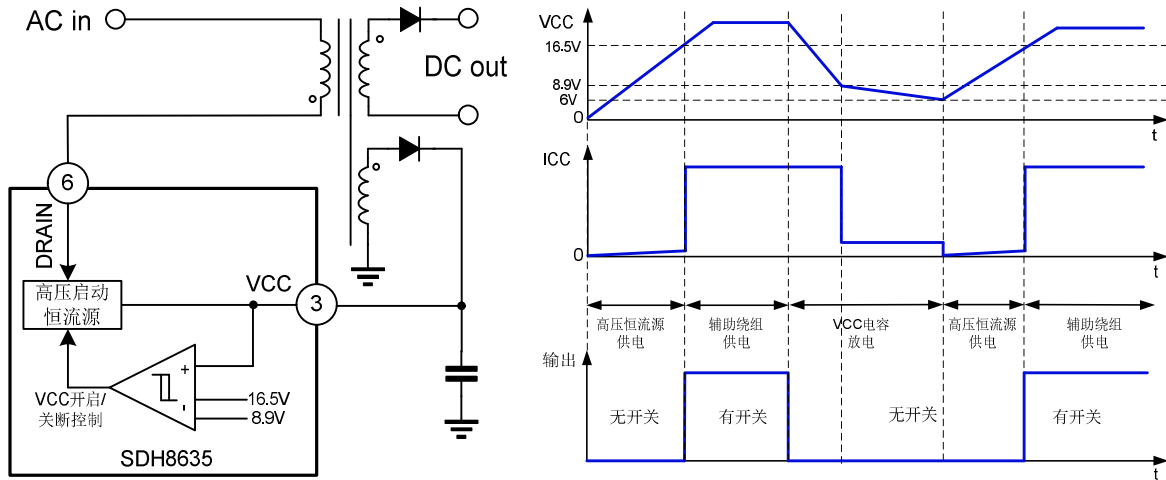 AC in
DC out
6
DRAIN
高压启动
恒流源
VCC
3
+
-
16.5V
8.9V
VCC开启/
关断控制
SDH8635
VCC
16.5V
8.9V
6V
0
t
ICC
0
t
高压恒流源
供电
辅助绕组
供电
VCC电容
放电
高压恒流源
供电
辅助绕组
供电
输出
无开关
有开关
无开关
有开关
t